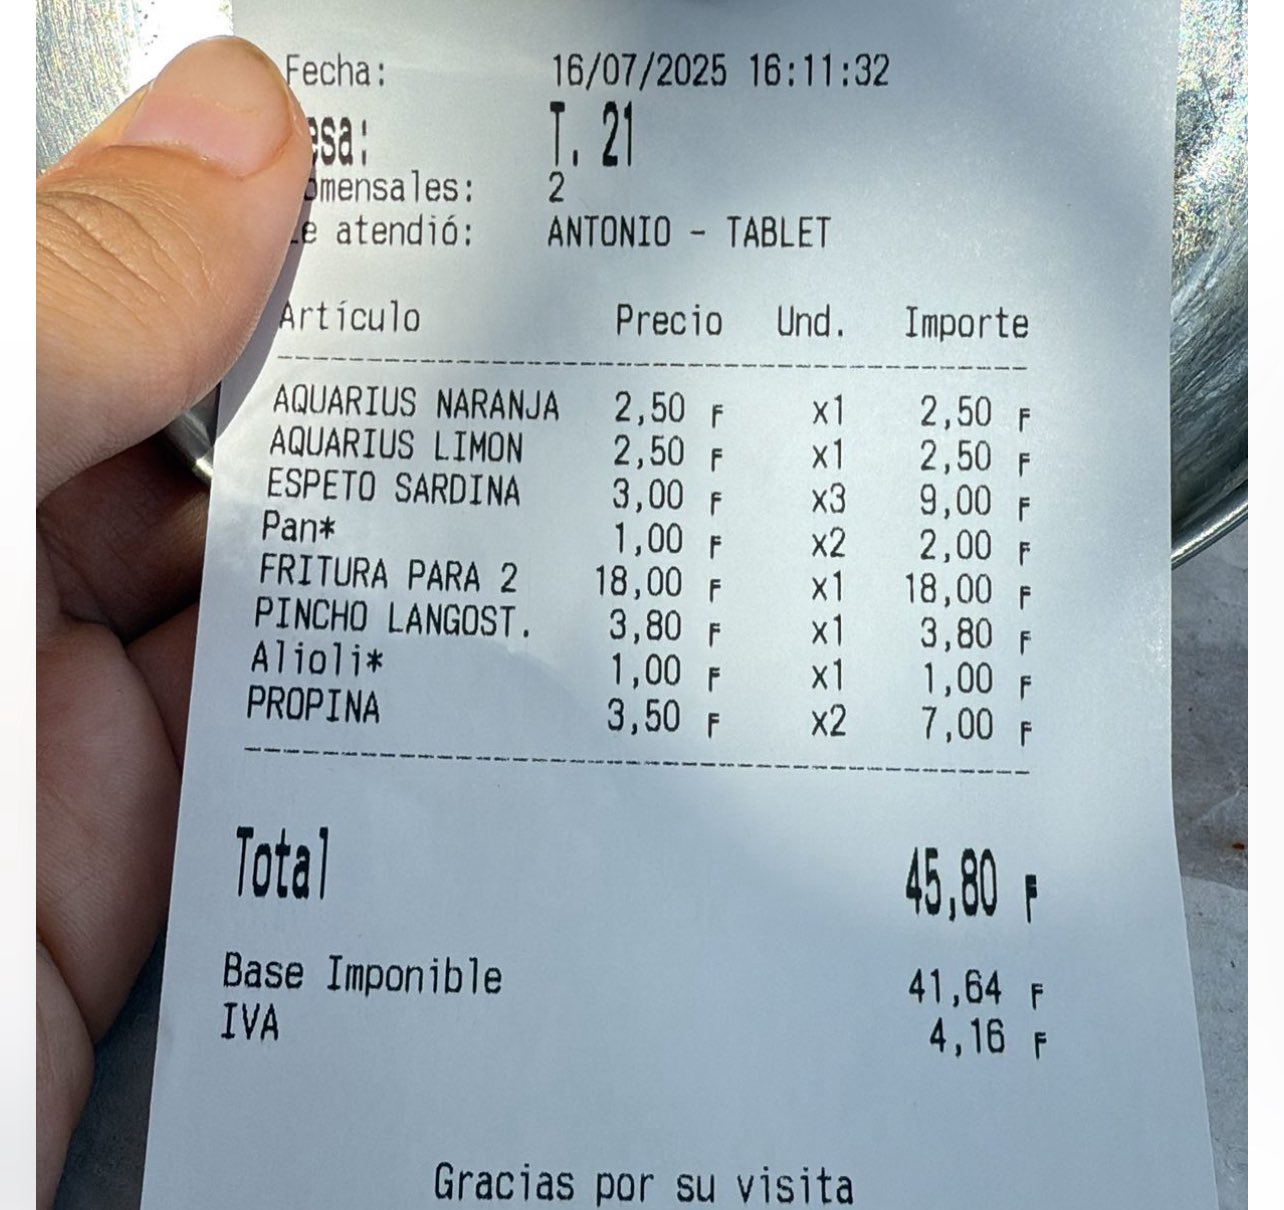 Fecha: 16/07/2025 16:11:32
esa: T. 21
omensales: 2
Le atendió: ANTONIO - TABLET
Artículo Precio Und. Importe
AQUARIUS NARANJA 2,50 F x1 2,50 F
AQUARIUS LIMON 2,50 F x1 2,50 F
ESPETO SARDINA 3,00 F x3 9,00 F
Pan* 1,00 F x2 2,00 F
FRITURA PARA 2 18,00 F x1 18,00 F
PINCHO LANGOST. 3,80 F x1 3,80 F
Alioli* 1,00 F x1 1,00 F
PROPINA 3,50 F x2 7,00 F
Total 45,80 F
Base Imponible 41,64 F
IVA 4,16 F
Gracias por su visita